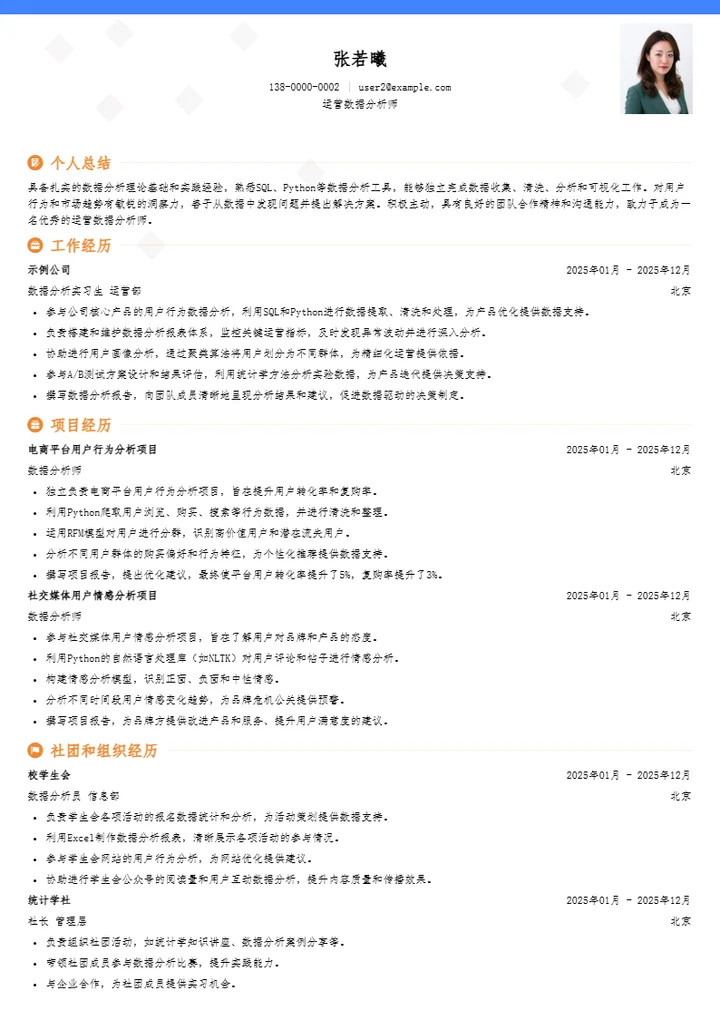 张若曦
138-0000-0002 | user2@example.com
运营数据分析师
个人总结
具备扎实的数据分析理论基础和实践经验，熟悉SQL、Python等数据分析工具，能够独立完成数据收集、清洗、分析和可视化工作。对用户
行为和市场趋势有敏锐的洞察力，善于从数据中发现问题并提出解决方案。积极主动，具有良好的团队合作精神和沟通能力，致力于成为一
名优秀的运营数据分析师。
工作经历
示例公司 2025年01月 - 2025年12月
数据分析实习生 运营部 北京
• 参与公司核心产品的用户行为数据分析，利用SQL和Python进行数据提取、清洗和处理，为产品优化提供数据支持。
• 负责搭建和维护数据分析报表体系，监控关键运营指标，及时发现异常波动并进行深入分析。
• 协助进行用户画像分析，通过聚类算法将用户划分为不同群体，为精细化运营提供依据。
• 参与A/B测试方案设计和结果评估，利用统计学方法分析实验数据，为产品迭代提供决策支持。
• 撰写数据分析报告，向团队成员清晰地呈现分析结果和建议，促进数据驱动的决策制定。
项目经历
电商平台用户行为分析项目 2025年01月 - 2025年12月
数据分析师 北京
• 独立负责电商平台用户行为分析项目，旨在提升用户转化率和复购率。
• 利用Python爬取用户浏览、购买、搜索等行为数据，并进行清洗和整理。
• 运用RFM模型对用户进行分群，识别高价值用户和潜在流失用户。
• 分析不同用户群体的购买偏好和行为特征，为个性化推荐提供数据支持。
• 撰写项目报告，提出优化建议，最终使平台用户转化率提升了5%，复购率提升了3%。
社交媒体用户情感分析项目 2025年01月 - 2025年12月
数据分析师 北京
• 参与社交媒体用户情感分析项目，旨在了解用户对品牌和产品的态度。
• 利用Python的自然语言处理库（如NLTK）对用户评论和帖子进行情感分析。
• 构建情感分析模型，识别正面、负面和中性情感。
• 分析不同时间段用户情感变化趋势，为品牌危机公关提供预警。
• 撰写项目报告，为品牌方提供改进产品和服务、提升用户满意度的建议。
社团和组织经历
校学生会 2025年01月 - 2025年12月
数据分析员 信息部 北京
• 负责学生会各项活动的报名数据统计和分析，为活动策划提供数据支持。
• 利用Excel制作数据分析报表，清晰展示各项活动的参与情况。
• 参与学生会网站的用户行为分析，为网站优化提供建议。
• 协助进行学生会公众号的阅读量和用户互动数据分析，提升内容质量和传播效果。
统计学社 2025年01月 - 2025年12月
社长 管理层 北京
• 负责组织社团活动，如统计学知识讲座、数据分析案例分享等。
• 带领社团成员参与数据分析比赛，提升实践能力。
• 与企业合作，为社团成员提供实习机会。